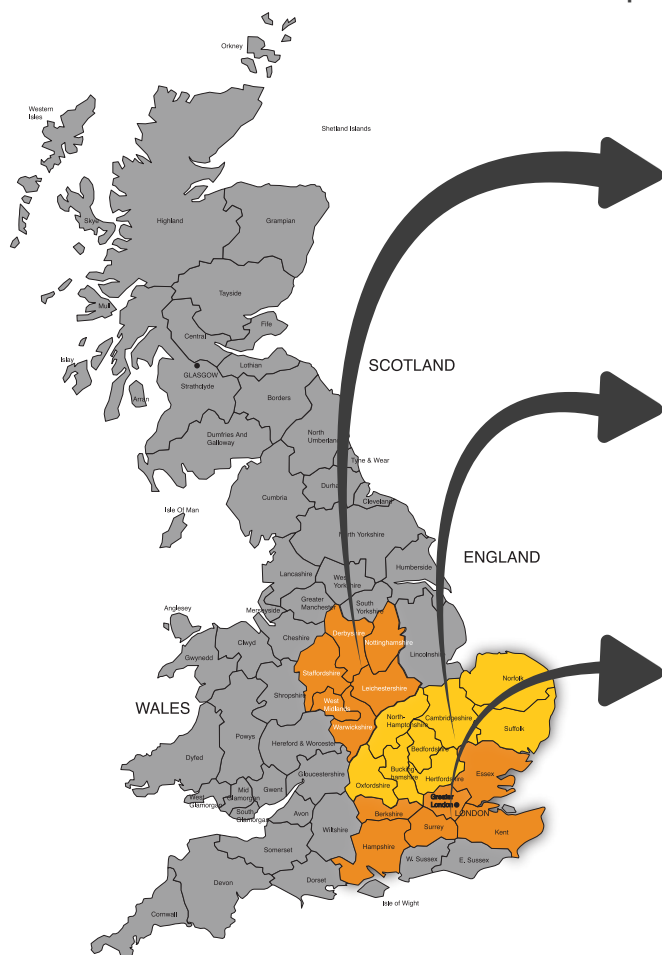 Orkney
Western
Isles
Shetland Islands
Skye
Highland
Grampian
Tayside
Mull
Fife
Central
Islay
GLASGOW
Lothian
Strathclyde
SCOTLAND
Arran
Borders
Dumfries And
Galloway
North
Umberland
Tyne & Wear
Durham
Cumbria
Cleveland
Isle Of Man
North Yorkshire
ENGLAND
Humberside
Lancashire
West
Yorkshire
Greater
Manchester
South
Yorkshire
Merseyside
Anglesey
Derbyshire
Nottinghamshire
Cheshire
Clwyd
Gwynedd
Lincolnshire
Staffordshire
Norfolk
Leichestershire
Shropshire
West
Midlands
WALES
North-
Hamptonshire
Cambridgeshire
Warwickshire
Suffolk
Powys
Hereford & Worcester
Bedfordshire
Dyfed
Bucking
hamshire
Hertfordshire
Essex
Gloucestershire
Oxfordshire
Gwent
Mid
Glamorgan
West
Glamorgan
South
Glamorgan
Greater
London
LONDON
Avon
Berkshire
Surrey
Kent
Wiltshire
Hampshire
W. Sussex
E. Sussex
Somerset
Devon
Dorset
Isle of Wight
Cornwall